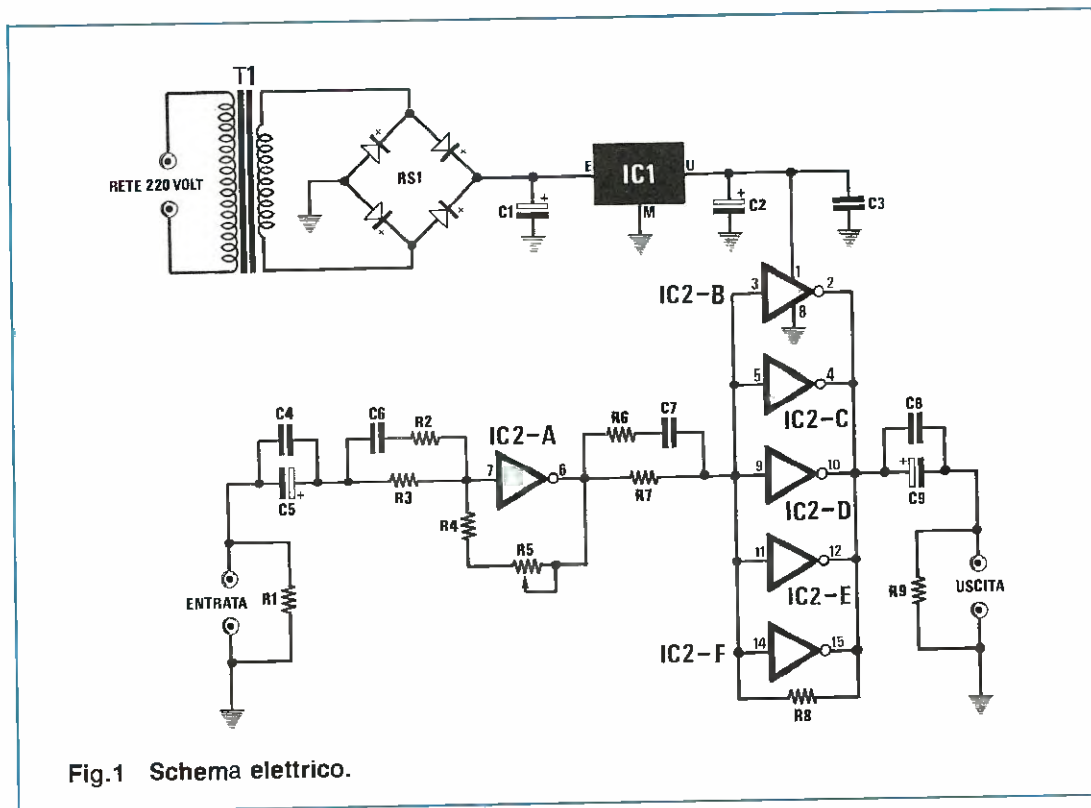 T1
RETE 220 VOLT
RS1
C1
E
IC1
U
M
C2
C3
IC2-B
3
1
2
8
5
4
IC2-C
C4
C5
C6
R2
R3
IC2-A
7
6
R4
R5
R6
C7
R7
9
10
IC2-D
C8
C9
11
12
IC2-E
ENTRATA
R1
R9
USCITA
IC2-F
14
15
R8
Fig.1 Schema elettrico.